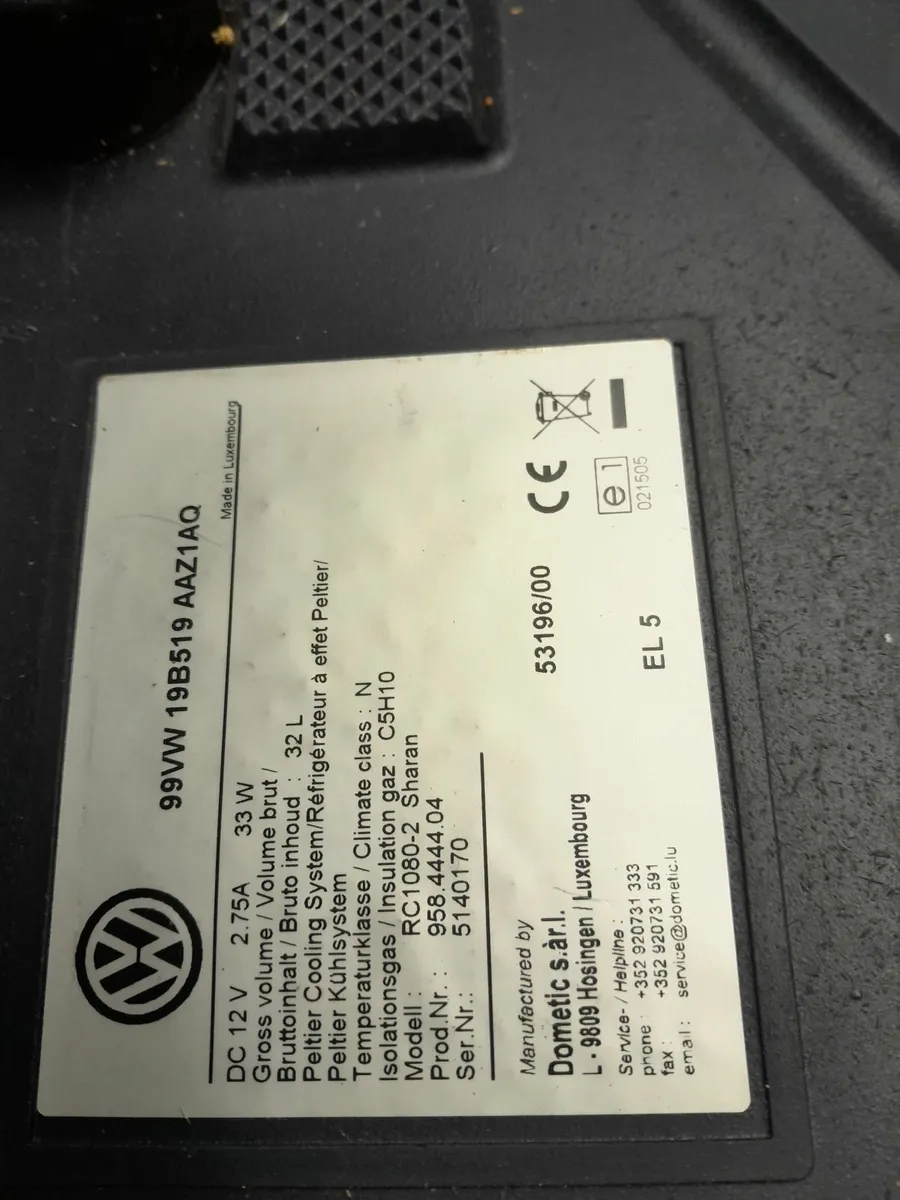 99VW 19B519 AAZ1AQ
Made in Luxembourg
DC 12 V 2.75A 33 W
Gross volume / Volume brut /
Bruttoinhalt / Bruto inhoud : 32 L
Peltier Cooling System/Réfrigérateur à effet Peltier/
Peltier Kühlsystem
Temperaturklasse / Climate class : N
Isolationsgas / Insulation gaz : C5H10
Modell : RC1080-2 Sharan
Prod.Nr. : 958.4444.04
Ser.Nr.: 5140170
Manufactured by
Dometic s.àr.l.
L - 9809 Hosingen / Luxembourg
Service- / Helpline :
phone : +352 920731 333
fax : +352 920731 591
email : service@dometic.lu
53196/00
EL 5
CE
e 1
021505